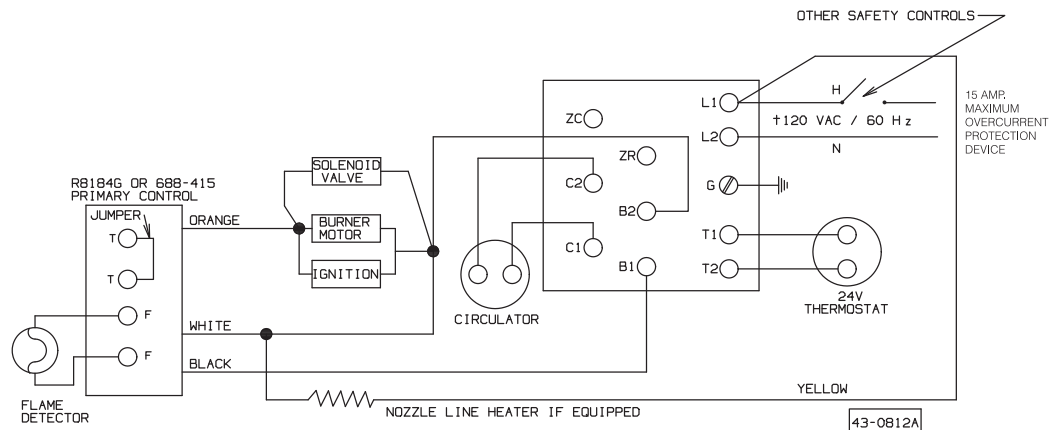 OTHER SAFETY CONTROLS
L1
H
15 AMP.
MAXIMUM
OVERCURRENT
PROTECTION
DEVICE
ZC
†120 VAC / 60 Hz
L2
N
ZR
SOLENOID
VALVE
R8184G OR 688-415
PRIMARY CONTROL
C2
G
JUMPER
ORANGE
BURNER
MOTOR
B2
T
T1
C1
IGNITION
T
B1
T2
24V
THERMOSTAT
CIRCULATOR
F
WHITE
F
BLACK
YELLOW
FLAME
DETECTOR
NOZZLE LINE HEATER IF EQUIPPED
43-0812A